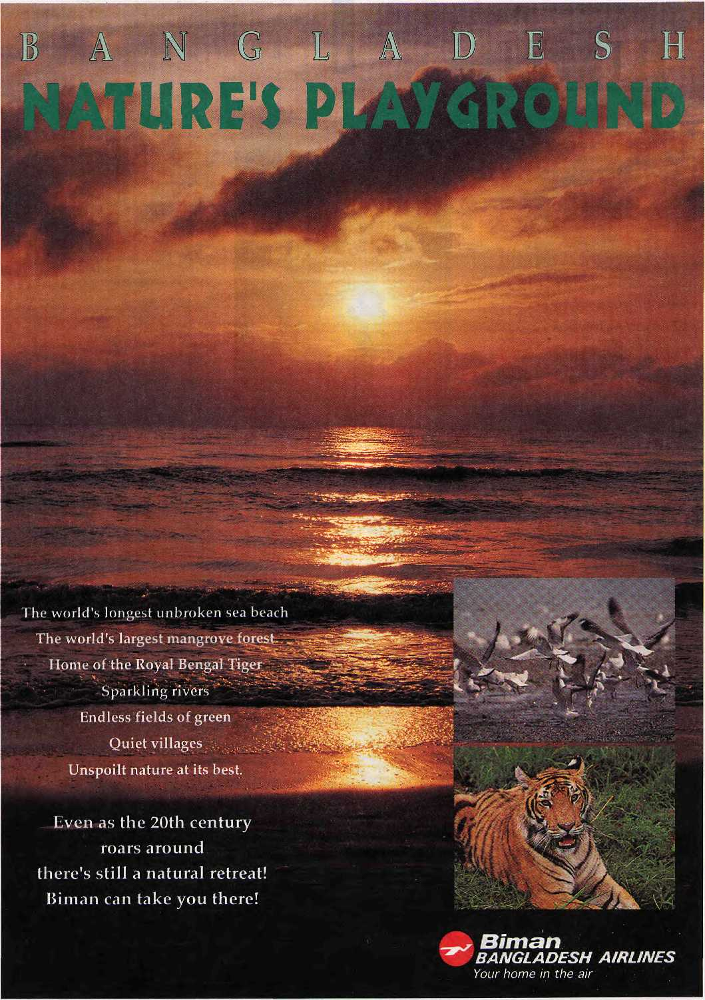 BANGLADESH
NATURE'S PLAYGROUND
The world's longest unbroken sea beach
The world's largest mangrove forest
Home of the Royal Bengal Tiger
Sparkling rivers
Endless fields of green
Quiet villages
Unspoilt nature at its best.
Even as the 20th century
roars around
there's still a natural retreat!
Biman can take you there!
Biman
BANGLADESH AIRLINES
Your home in the air